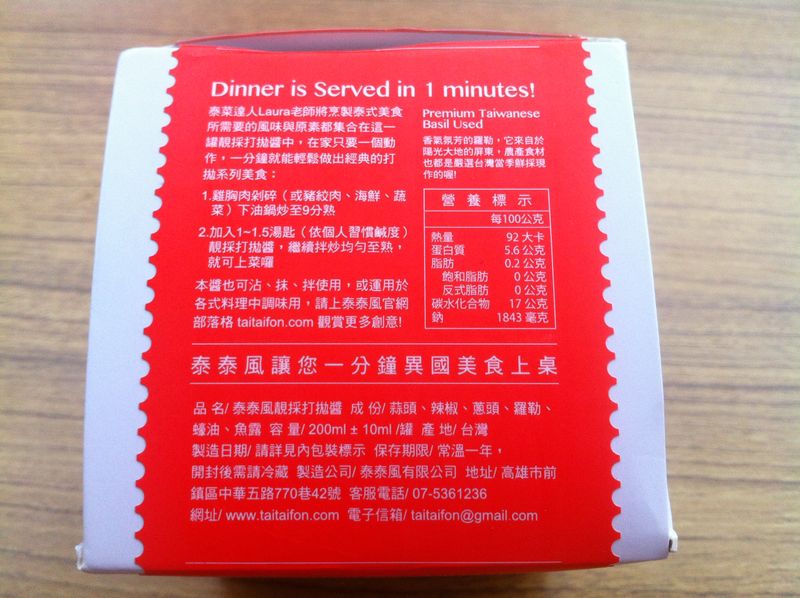 Dinner is Served in 1 minutes!
泰菜達人Laura老師將烹製泰式美食
所需要的風味與原素都集合在這一
罐靚採打拋醬中，在家只要一個動
作，一分鐘就能輕鬆做出經典的打
拋系列美食：
1.雞胸肉剁碎（或豬絞肉、海鮮、蔬
菜）下油鍋炒至9分熟
2.加入1~1.5湯匙（依個人習慣鹹度）
靚採打拋醬，繼續拌炒均勻至熟，
就可上菜囉
本醬也可沾、抹、拌使用，或運用於
各式料理中調味用，請上泰泰風官網
部落格 taitaifon.com 觀賞更多創意!
Premium Taiwanese
Basil Used
香氣氛芳的羅勒，它來自於
陽光大地的屏東，農產食材
也都是嚴選台灣當季鮮採現
作的喔!
營養標示
每100公克
熱量 92 大卡
蛋白質 5.6 公克
脂肪 0.2 公克
飽和脂肪 0 公克
反式脂肪 0 公克
碳水化合物 17 公克
鈉 1843 毫克
泰泰風讓您一分鐘異國美食上桌
品 名/ 泰泰風靚採打拋醬 成 份/ 蒜頭、辣椒、蔥頭、羅勒、
蠔油、魚露 容 量/ 200ml ± 10ml /罐 產 地/ 台灣
製造日期/ 請詳見內包裝標示 保存期限/ 常溫一年，
開封後需請冷藏 製造公司/ 泰泰風有限公司 地址/ 高雄市前
鎮區中華五路770巷42號 客服電話/ 07-5361236
網址/ www.taitaifon.com 電子信箱/ taitaifon@gmail.com